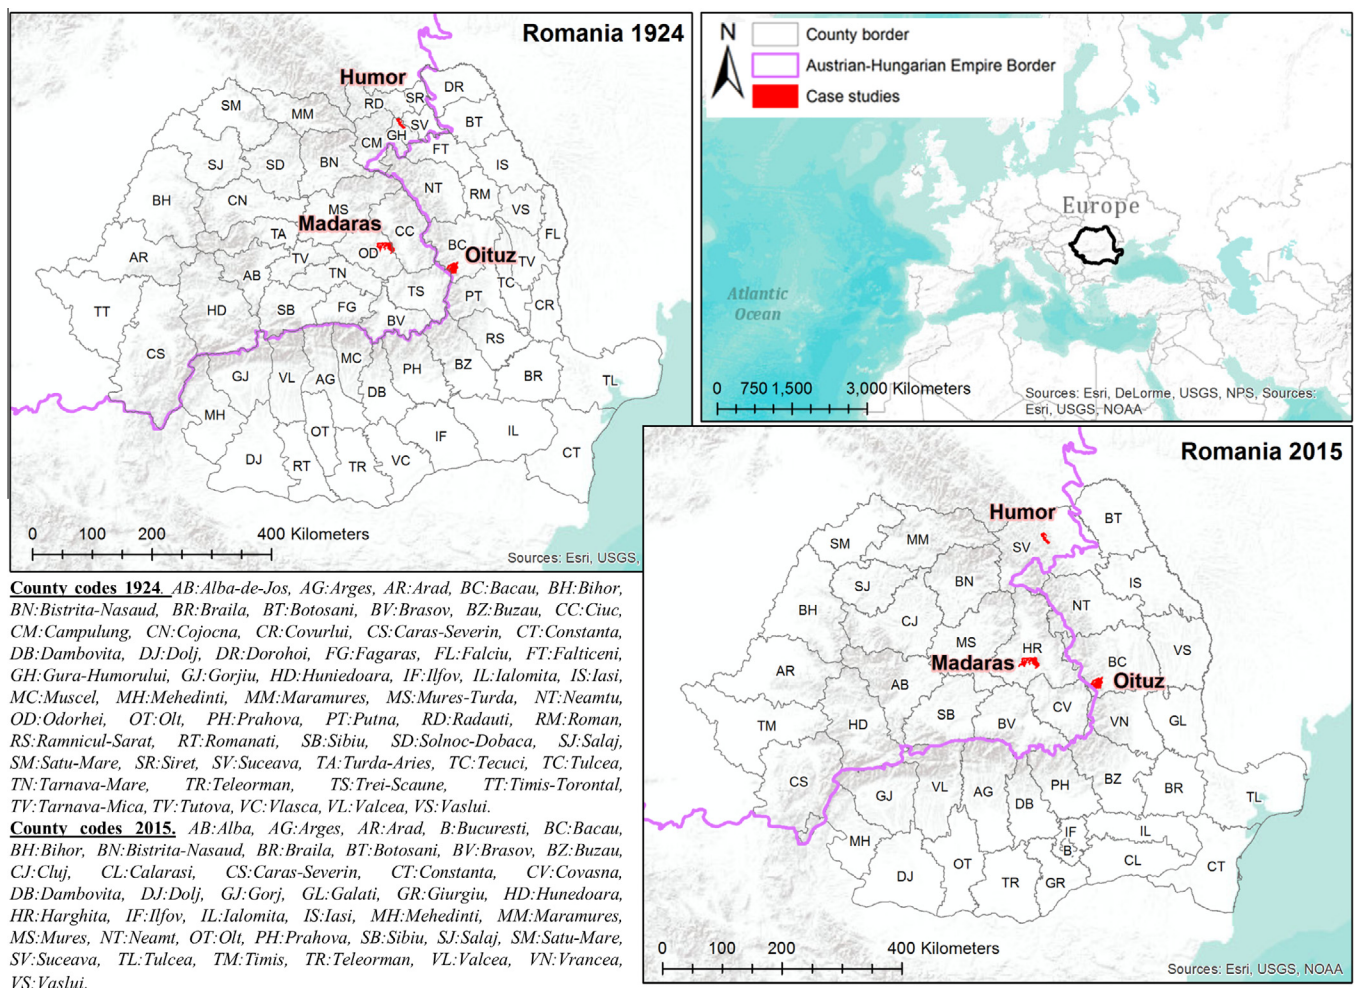 Romania 1924
Humor
DR
SM
MM
RD
SR
BT
SV
GH
CM
FT
IS
SJ
SD
BN
NT
RM
BH
CN
MS
VS
Madaras
CC
TA
FL
BC
Oituz
OD
AR
TV
TV
TN
AB
TC
TS
PT
CR
TT
HD
SB
FG
BV
RS
CS
MC
PH
BZ
GJ
VL
AG
DB
BR
TL
MH
OT
IF
IL
DJ
RT
TR
VC
CT
0 100 200 400 Kilometers
Sources: Esri, USGS,
N
County border
Austrian-Hungarian Empire Border
Case studies
Europe
Atlantic
Ocean
0 750 1,500 3,000 Kilometers
Sources: Esri, DeLorme, USGS, NPS, Sources:
Esri, USGS, NOAA
Romania 2015
Humor
BT
SM
MM
SV
SJ
BN
IS
NT
BH
CJ
MS
HR
VS
Madaras
BC
Oituz
AR
AB
CV
SB
BV
VN
GL
TM
HD
CS
GJ
VL
AG
DB
PH
BZ
BR
TL
MH
IF
B
IL
CL
OT
DJ
TR
GR
CT
0 100 200 400 Kilometers
Sources: Esri, USGS, NOAA
County codes 1924. AB:Alba-de-Jos, AG:Arges, AR:Arad, BC:Bacau, BH:Bihor,
BN:Bistrita-Nasaud, BR:Braila, BT:Botosani, BV:Brasov, BZ:Buzau, CC:Ciuc,
CM:Campulung, CN:Cojocna, CR:Covurlui, CS:Caras-Severin, CT:Constanta,
DB:Dambovita, DJ:Dolj, DR:Dorohoi, FG:Fagaras, FL:Falciu, FT:Falticeni,
GH:Gura-Humorului, GJ:Gorjiu, HD:Huniedoara, IF:Ilfov, IL:Ialomita, IS:Iasi,
MC:Muscel, MH:Mehedinti, MM:Maramures, MS:Mures-Turda, NT:Neamtu,
OD:Odorhei, OT:Olt, PH:Prahova, PT:Putna, RD:Radauti, RM:Roman,
RS:Ramnicul-Sarat, RT:Romanati, SB:Sibiu, SD:Solnoc-Dobaca, SJ:Salaj,
SM:Satu-Mare, SR:Siret, SV:Suceava, TA:Turda-Aries, TC:Tecuci, TC:Tulcea,
TN:Tarnava-Mare, TR:Teleorman, TS:Trei-Scaune, TT:Timis-Torontal,
TV:Tarnava-Mica, TV:Tutova, VC:Vlasca, VL:Valcea, VS:Vaslui.
County codes 2015. AB:Alba, AG:Arges, AR:Arad, B:Bucuresti, BC:Bacau,
BH:Bihor, BN:Bistrita-Nasaud, BR:Braila, BT:Botosani, BV:Brasov, BZ:Buzau,
CJ:Cluj, CL:Calarasi, CS:Caras-Severin, CT:Constanta, CV:Covasna,
DB:Dambovita, DJ:Dolj, GJ:Gorj, GL:Galati, GR:Giurgiu, HD:Hunedoara,
HR:Harghita, IF:Ilfov, IL:Ialomita, IS:Iasi, MH:Mehedinti, MM:Maramures,
MS:Mures, NT:Neamt, OT:Olt, PH:Prahova, SB:Sibiu, SJ:Salaj, SM:Satu-Mare,
SV:Suceava, TL:Tulcea, TM:Timis, TR:Teleorman, VL:Valcea, VN:Vrancea,
VS:Vaslui.